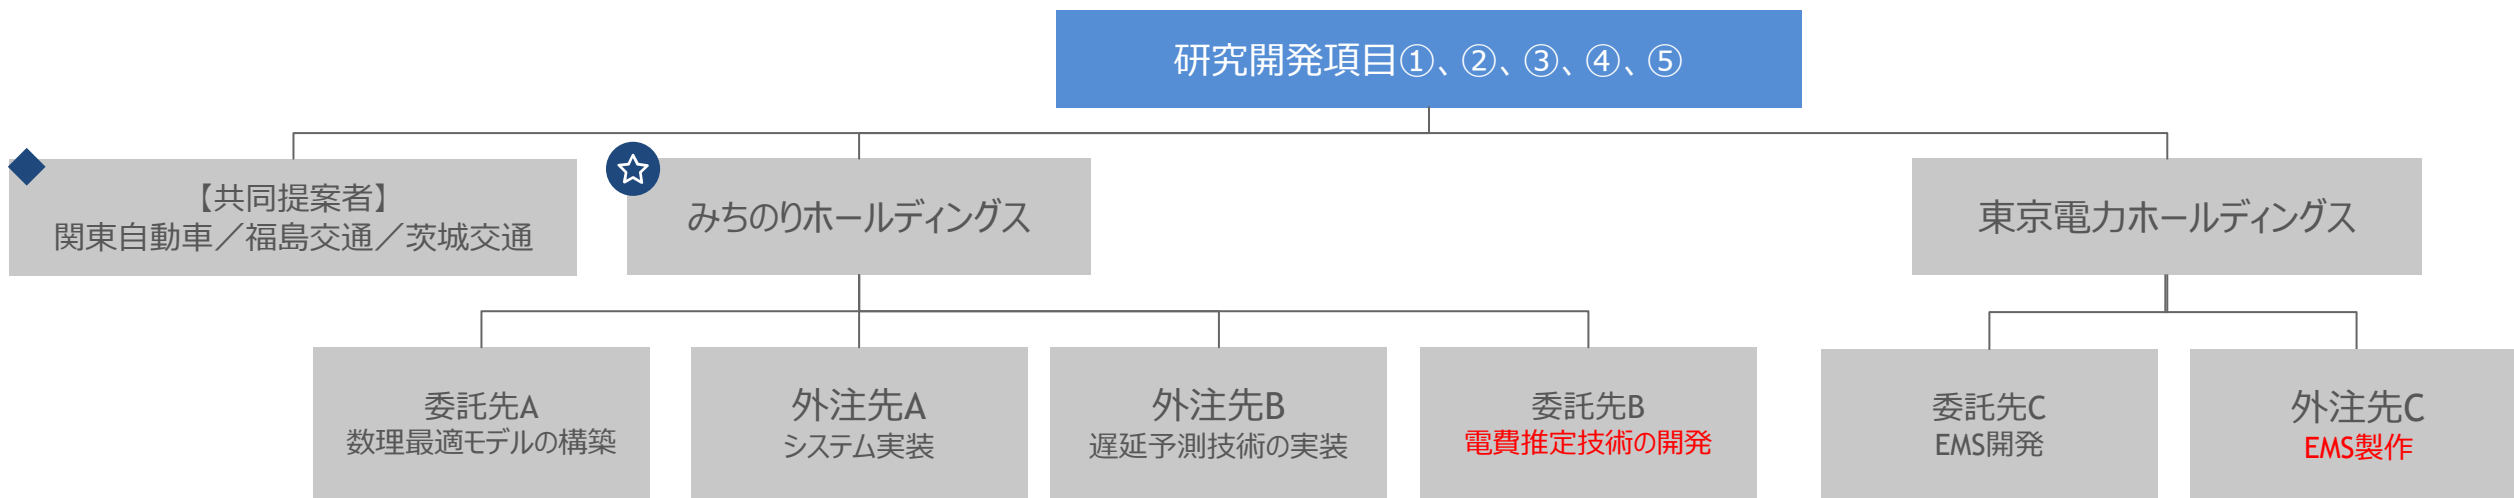 研究開発項目①、②、③、④、⑤
【共同提案者】
関東自動車／福島交通／茨城交通
みちのりホールディングス
東京電力ホールディングス
委託先A
数理最適モデルの構築
外注先A
システム実装
外注先B
遅延予測技術の実装
委託先B
電費推定技術の開発
委託先C
EMS開発
外注先C
EMS製作